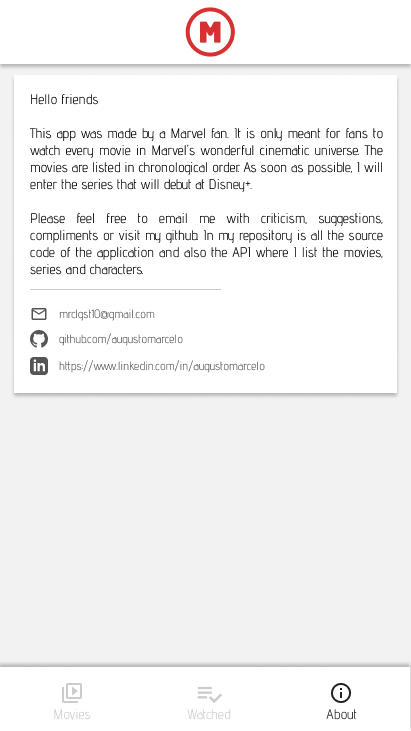 M
Hello friends
This app was made by a Marvel fan. It is only meant for fans to
watch every movie in Marvel's wonderful cinematic universe. The
movies are listed in chronological order. As soon as possible, I will
enter the series that will debut at Disney+.
Please feel free to email me with criticism, suggestions,
compliments or visit my github. In my repository is all the source
code of the application and also the API where I list the movies,
series and characters.
mrclgst10@gmail.com
github.com/augustomarcelo
in https://www.linkedin.com/in/augustomarcelo
Movies Watched About